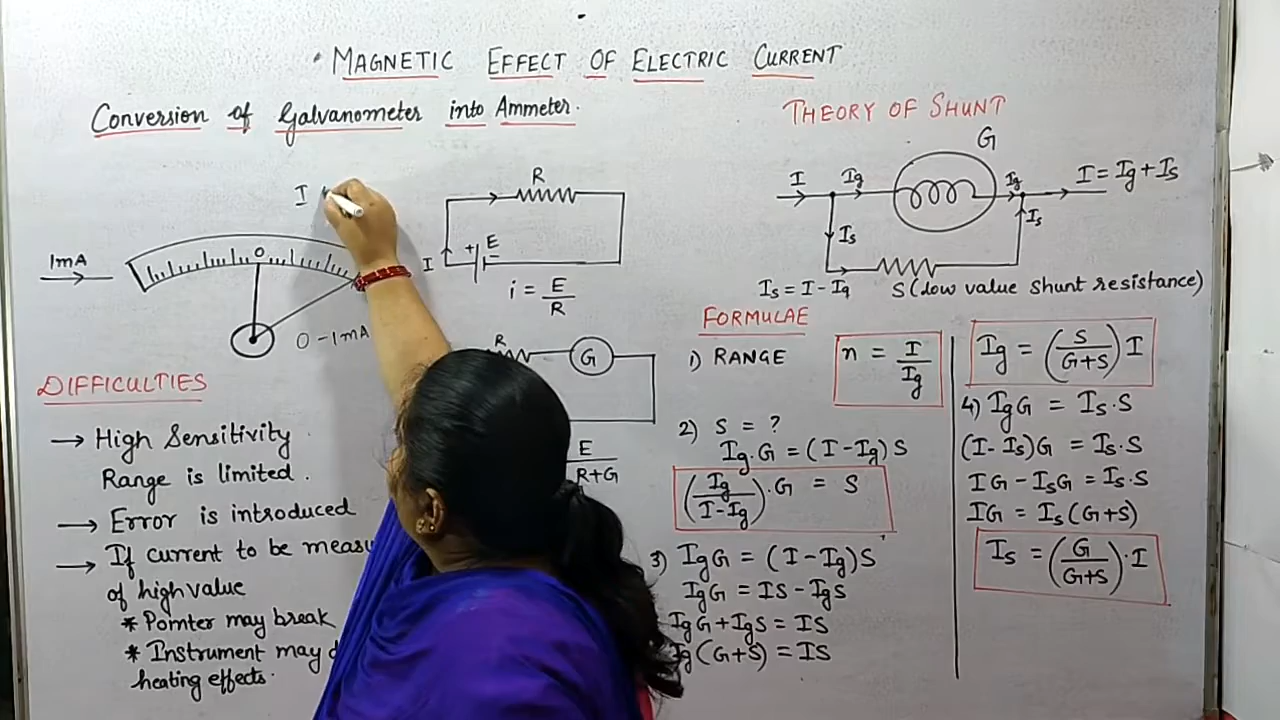 MAGNETIC EFFECT OF ELECTRIC CURRENT
Conversion of Galvanometer into Ammeter.
I
1mA
0
0-1mA
R
I
+ E -
i = E/R
R
G
E
R+G
DIFFICULTIES
→ High Sensitivity
Range is limited.
→ Error is introduced
→ If current to be
of high value
* Pointer may break
* Instrument may
heating effects.
THEORY OF SHUNT
G
I
Ig
Ig
I = Ig + Is
Is
Is
Is = I - Ig
S (low value shunt resistance)
FORMULAE
1) RANGE
n = I/Ig
2) S = ?
Ig.G = (I-Ig)S
(Ig/(I-Ig)).G = S
3) IgG = (I-Ig)S
IgG = IS - IgS
IgG + IgS = IS
Ig(G+S) = IS
Ig = (S/(G+S)) I
4) IgG = Is.S
(I-Is)G = Is.S
IG - IsG = Is.S
IG = Is(G+S)
Is = (G/(G+S)).I